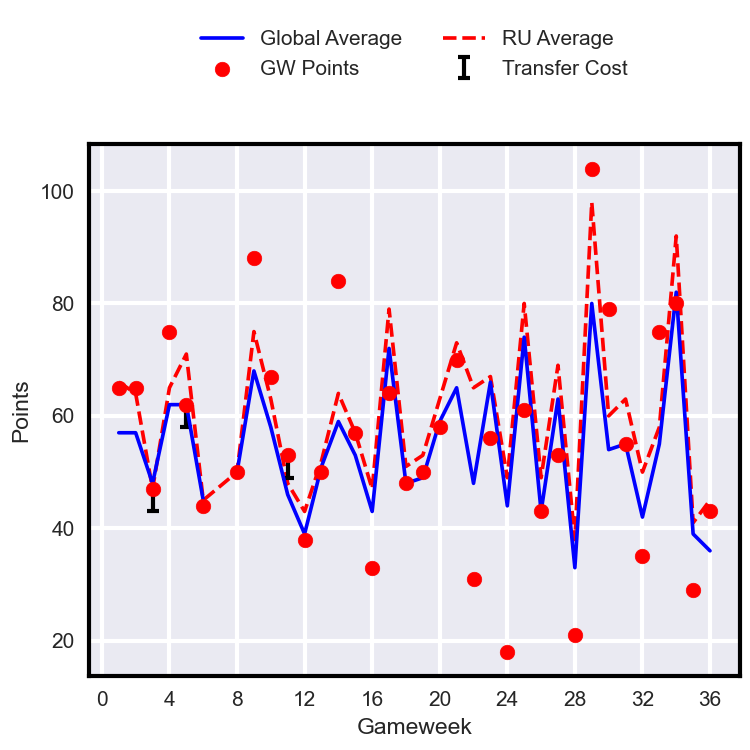 Global Average
RU Average
GW Points
Transfer Cost
100
80
60
40
20
Points
0 4 8 12 16 20 24 28 32 36
Gameweek